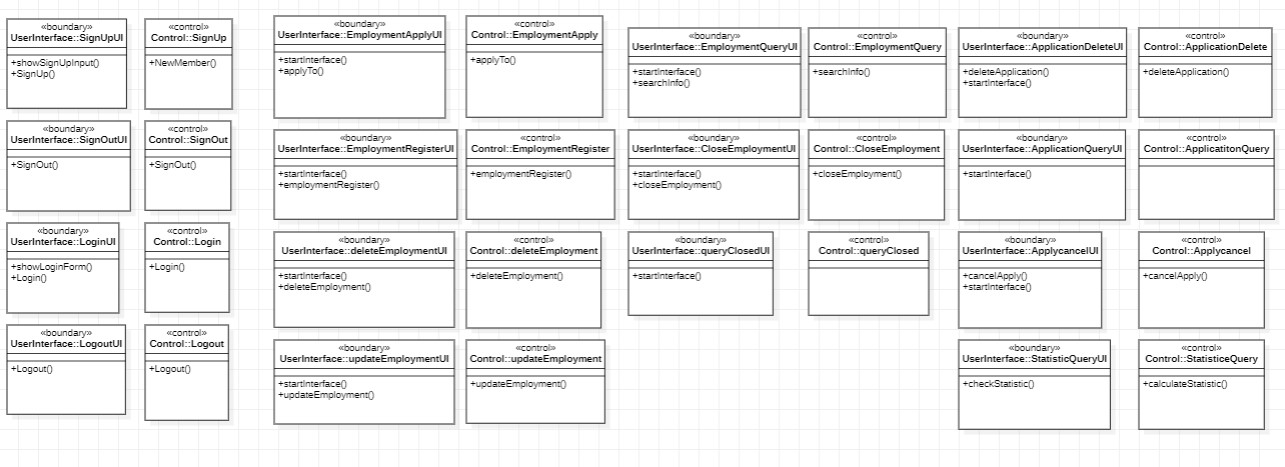 «boundary»
UserInterface::SignUpUI
+showSignUpInput()
+SignUp()
«control»
Control::SignUp
+NewMember()
«boundary»
UserInterface::SignOutUI
+SignOut()
«control»
Control::SignOut
+SignOut()
«boundary»
UserInterface::LoginUI
+showLoginForm()
+Login()
«control»
Control::Login
+Login()
«boundary»
UserInterface::LogoutUI
+Logout()
«control»
Control::Logout
+Logout()
«boundary»
UserInterface::EmploymentApplyUI
+startInterface()
+applyTo()
«control»
Control::EmploymentApply
+applyTo()
«boundary»
UserInterface::EmploymentRegisterUI
+startInterface()
+employmentRegister()
«control»
Control::EmploymentRegister
+employmentRegister()
«boundary»
UserInterface::deleteEmploymentUI
+startInterface()
+deleteEmployment()
«control»
Control::deleteEmployment
+deleteEmployment()
«boundary»
UserInterface::updateEmploymentUI
+startInterface()
+updateEmployment()
«control»
Control::updateEmployment
+updateEmployment()
«boundary»
UserInterface::EmploymentQueryUI
+startInterface()
+searchInfo()
«control»
Control::EmploymentQuery
+searchInfo()
«boundary»
UserInterface::CloseEmploymentUI
+startInterface()
+closeEmployment()
«control»
Control::CloseEmployment
+closeEmployment()
«boundary»
UserInterface::queryClosedUI
+startInterface()
«control»
Control::queryClosed
«boundary»
UserInterface::ApplicationDeleteUI
+deleteApplication()
+startInterface()
«control»
Control::ApplicationDelete
+deleteApplication()
«boundary»
UserInterface::ApplicationQueryUI
+startInterface()
«control»
Control::ApplicatitonQuery
«boundary»
UserInterface::ApplycancelUI
+cancelApply()
+startInterface()
«control»
Control::Applycancel
+cancelApply()
«boundary»
UserInterface::StatisticQueryUI
+checkStatistic()
«control»
Control::StatisticeQuery
+calculateStatistic()